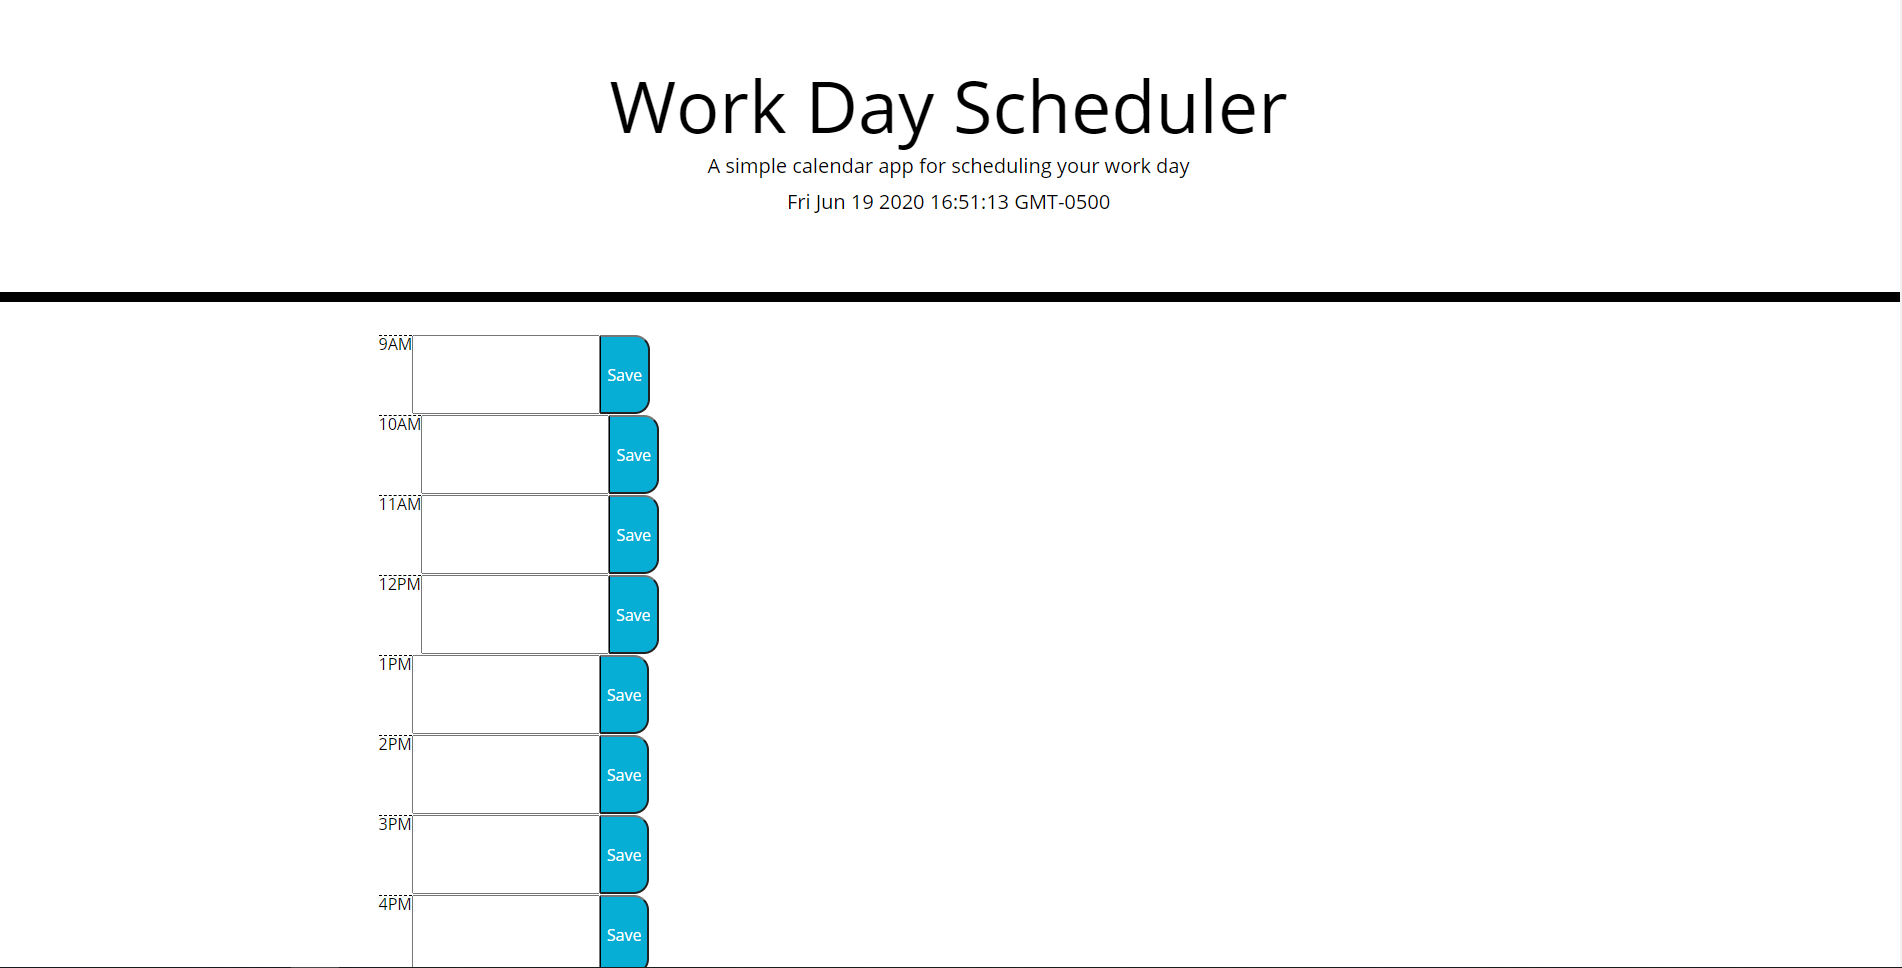 Work Day Scheduler
A simple calendar app for scheduling your work day
Fri Jun 19 2020 16:51:13 GMT-0500
9AM Save
10AM Save
11AM Save
12PM Save
1PM Save
2PM Save
3PM Save
4PM Save